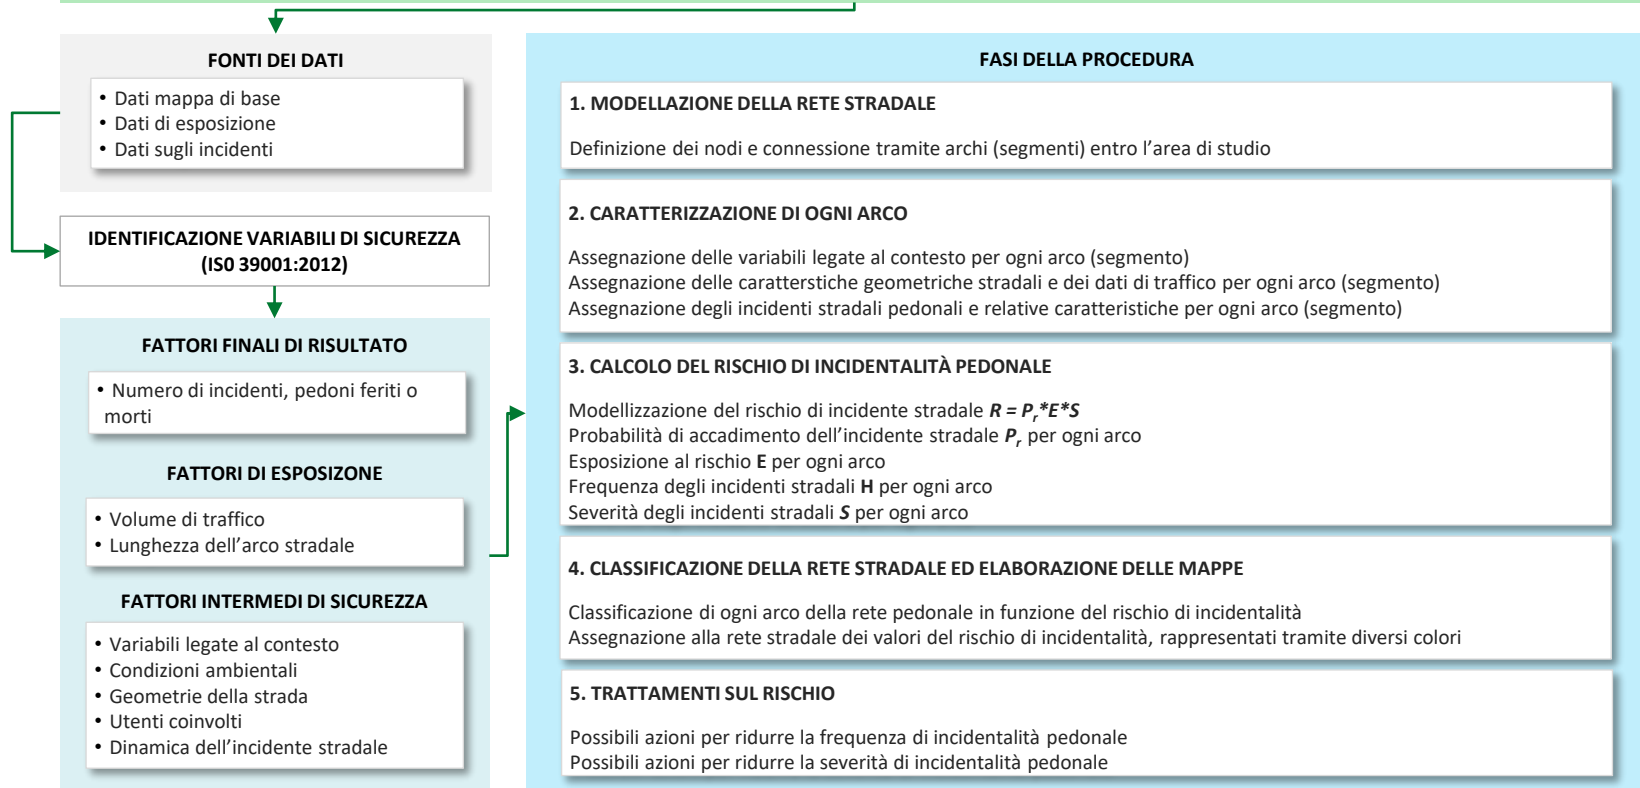 FONTI DEI DATI
• Dati mappa di base
• Dati di esposizione
• Dati sugli incidenti
IDENTIFICAZIONE VARIABILI DI SICUREZZA
(IS0 39001:2012)
FATTORI FINALI DI RISULTATO
• Numero di incidenti, pedoni feriti o
morti
FATTORI DI ESPOSIZONE
• Volume di traffico
• Lunghezza dell'arco stradale
FATTORI INTERMEDI DI SICUREZZA
• Variabili legate al contesto
• Condizioni ambientali
• Geometrie della strada
• Utenti coinvolti
• Dinamica dell'incidente stradale
FASI DELLA PROCEDURA
1. MODELLAZIONE DELLA RETE STRADALE
Definizione dei nodi e connessione tramite archi (segmenti) entro l'area di studio
2. CARATTERIZZAZIONE DI OGNI ARCO
Assegnazione delle variabili legate al contesto per ogni arco (segmento)
Assegnazione delle caratterstiche geometriche stradali e dei dati di traffico per ogni arco (segmento)
Assegnazione degli incidenti stradali pedonali e relative caratteristiche per ogni arco (segmento)
3. CALCOLO DEL RISCHIO DI INCIDENTALITÀ PEDONALE
Modellizzazione del rischio di incidente stradale R = Pr*E*S
Probabilità di accadimento dell'incidente stradale Pr per ogni arco
Esposizione al rischio E per ogni arco
Frequenza degli incidenti stradali H per ogni arco
Severità degli incidenti stradali S per ogni arco
4. CLASSIFICAZIONE DELLA RETE STRADALE ED ELABORAZIONE DELLE MAPPE
Classificazione di ogni arco della rete pedonale in funzione del rischio di incidentalità
Assegnazione alla rete stradale dei valori del rischio di incidentalità, rappresentati tramite diversi colori
5. TRATTAMENTI SUL RISCHIO
Possibili azioni per ridurre la frequenza di incidentalità pedonale
Possibili azioni per ridurre la severità di incidentalità pedonale